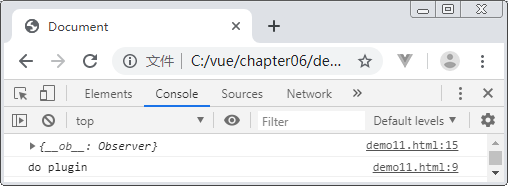 Document
文件 C:/vue/chapter06/de...
Elements Console Sources Network
top Filter Default levels
{__ob__: Observer} demo11.html:15
do plugin demo11.html:9